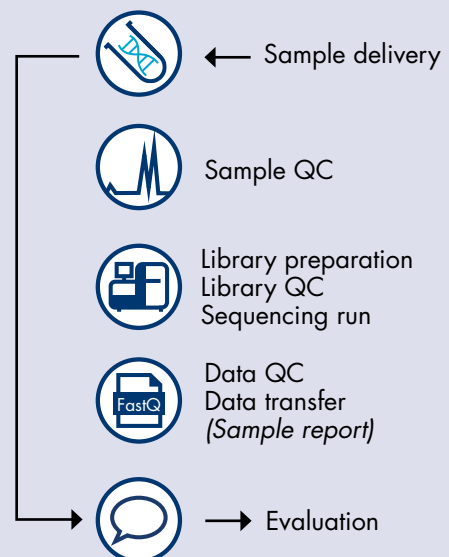 Sample delivery
Sample QC
Library preparation
Library QC
Sequencing run
FastQ
Data QC
Data transfer
(Sample report)
Evaluation